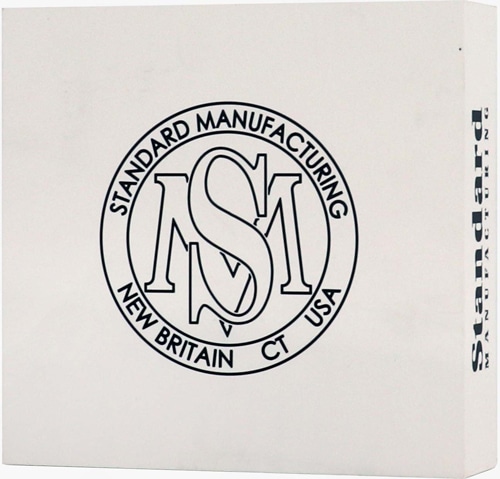 STANDARD MANUFACTURING
SM
NEW BRITAIN CT USA
Standard
MANUFACTURING